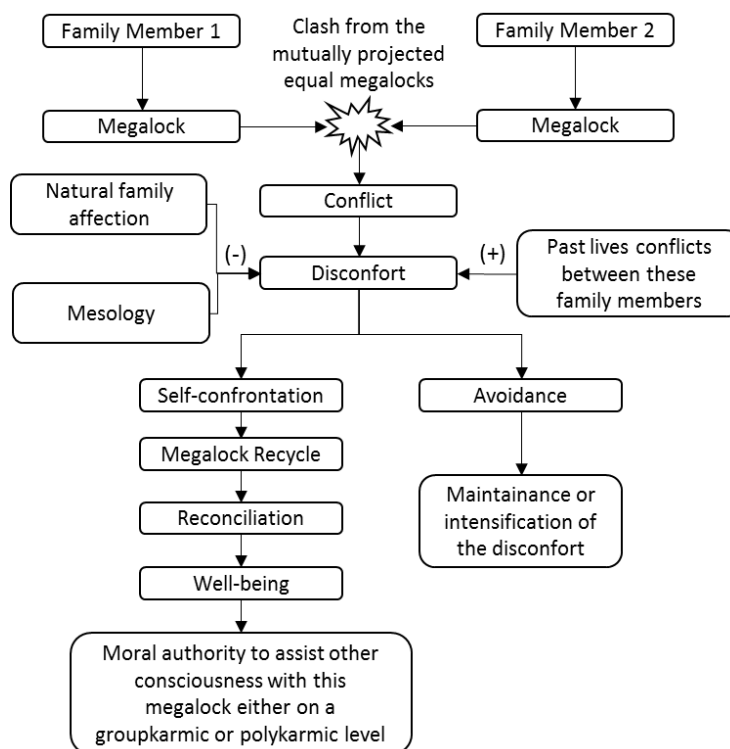 Family Member 1
Clash from the
mutually projected
equal megalocks
Family Member 2
Megalock
Megalock
Natural family
affection
Conflict
(-)
(+)
Past lives conflicts
between these
family members
Disconfort
Mesology
Self-confrontation
Avoidance
Megalock Recycle
Maintainance or
intensification of
the disconfort
Reconciliation
Well-being
Moral authority to assist other
consciousness with this
megalock either on a
groupkarmic or polykarmic level